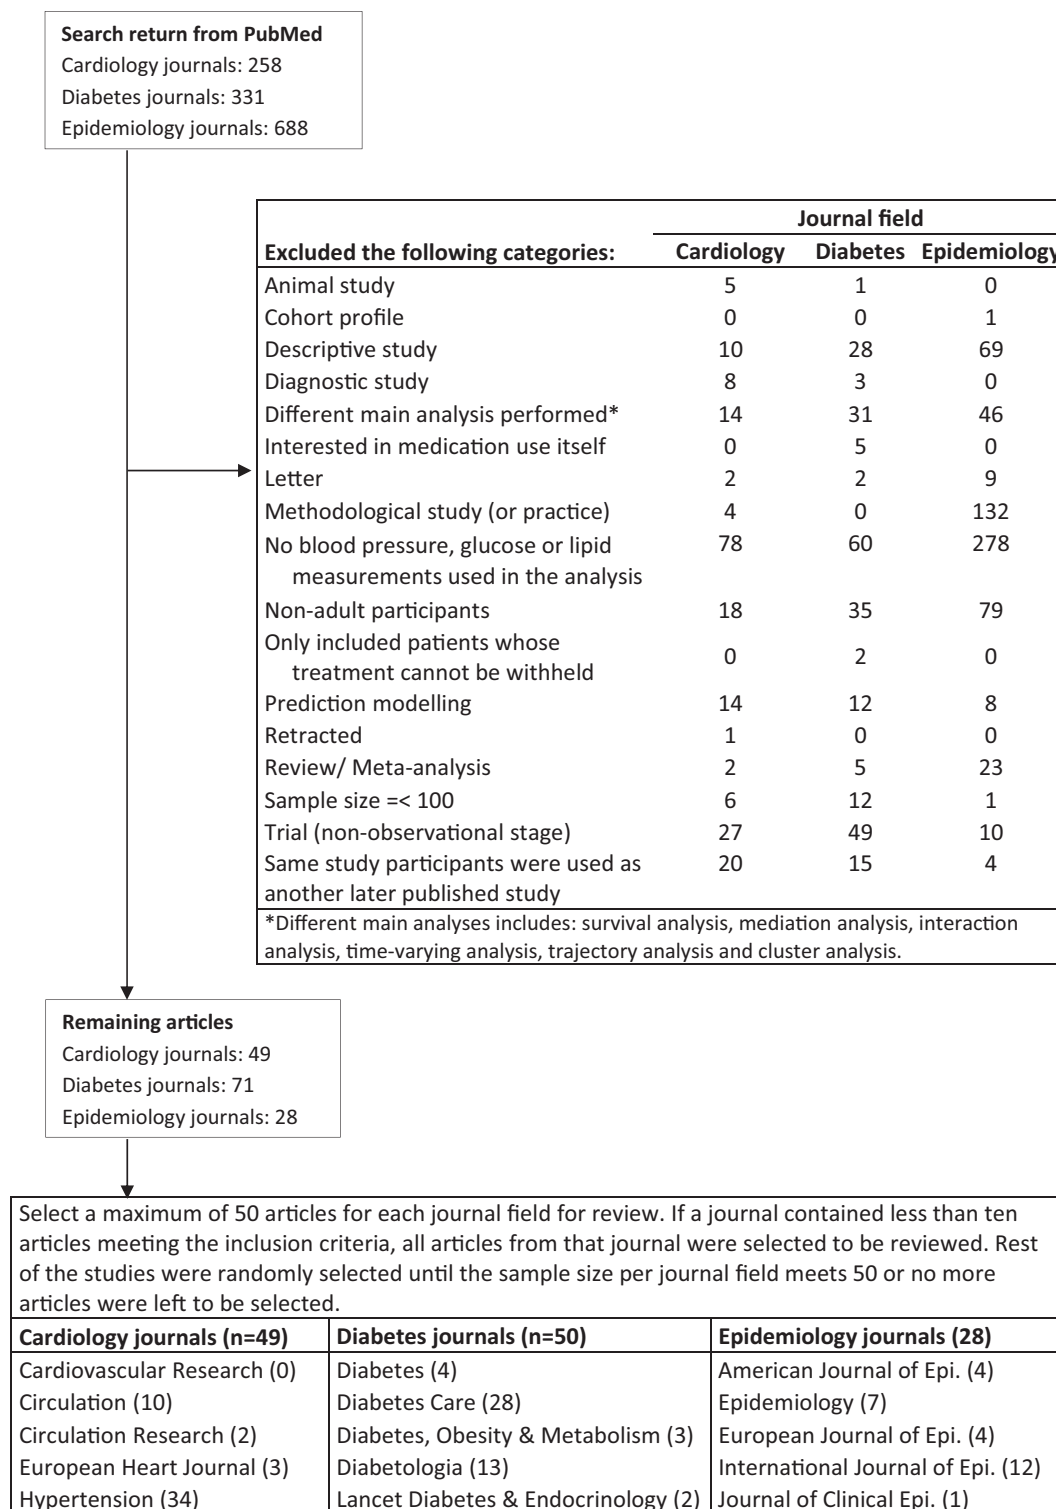 Search return from PubMed
Cardiology journals: 258
Diabetes journals: 331
Epidemiology journals: 688
Journal field
Excluded the following categories: Cardiology Diabetes Epidemiology
Animal study 5 1 0
Cohort profile 0 0 1
Descriptive study 10 28 69
Diagnostic study 8 3 0
Different main analysis performed* 14 31 46
Interested in medication use itself 0 5 0
Letter 2 2 9
Methodological study (or practice) 4 0 132
No blood pressure, glucose or lipid 78 60 278
measurements used in the analysis
Non-adult participants 18 35 79
Only included patients whose
treatment cannot be withheld 0 2 0
Prediction modelling 14 12 8
Retracted 1 0 0
Review/ Meta-analysis 2 5 23
Sample size =< 100 6 12 1
Trial (non-observational stage) 27 49 10
Same study participants were used as 20 15 4
another later published study
*Different main analyses includes: survival analysis, mediation analysis, interaction
analysis, time-varying analysis, trajectory analysis and cluster analysis.
Remaining articles
Cardiology journals: 49
Diabetes journals: 71
Epidemiology journals: 28
Select a maximum of 50 articles for each journal field for review. If a journal contained less than ten
articles meeting the inclusion criteria, all articles from that journal were selected to be reviewed. Rest
of the studies were randomly selected until the sample size per journal field meets 50 or no more
articles were left to be selected.
Cardiology journals (n=49) Diabetes journals (n=50) Epidemiology journals (28)
Cardiovascular Research (0) Diabetes (4) American Journal of Epi. (4)
Circulation (10) Diabetes Care (28) Epidemiology (7)
Circulation Research (2) Diabetes, Obesity & Metabolism (3) European Journal of Epi. (4)
European Heart Journal (3) Diabetologia (13) International Journal of Epi. (12)
Hypertension (34) Lancet Diabetes & Endocrinology (2) Journal of Clinical Epi. (1)